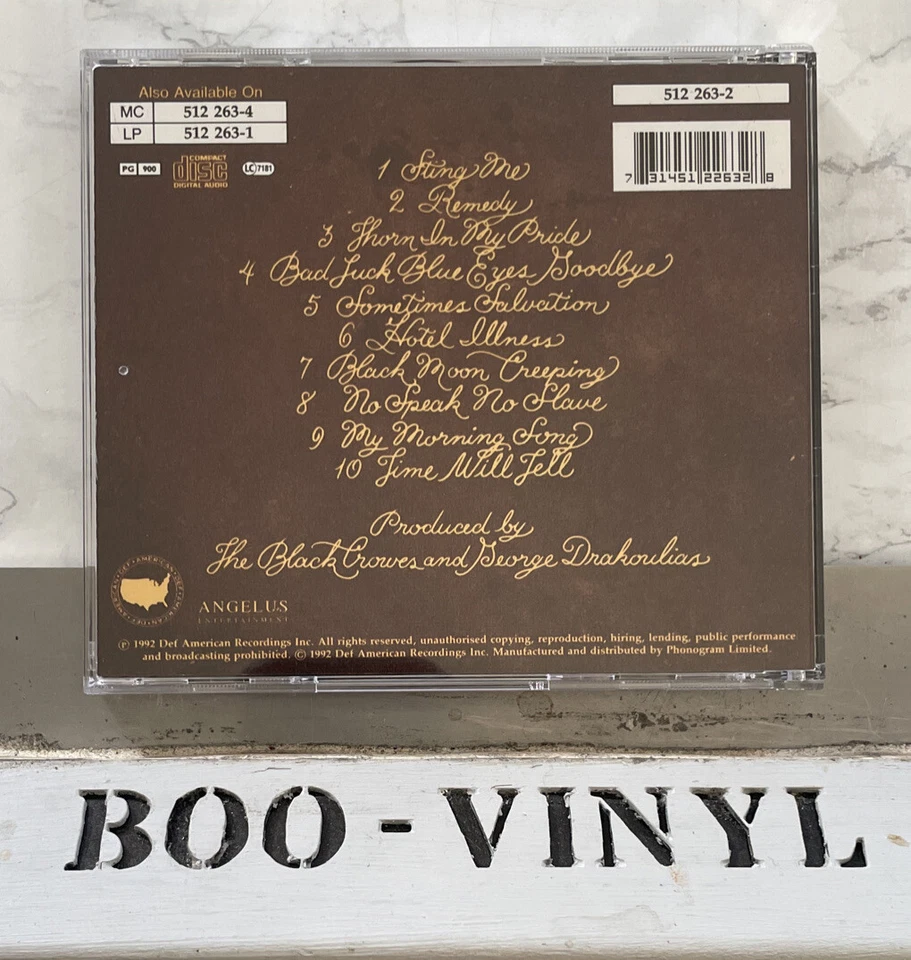 Also Available On
MC 512 263-4
LP 512 263-1
PG 900
COMPACT
disc
DIGITAL AUDIO
LC 7181
512 263-2
7 31451 22632 8
1 Sting Me
2 Remedy
3 Thorn In My Pride
4 Bad Luck Blue Eyes Goodbye
5 Sometimes Salvation
6 Hotel Illness
7 Black Moon Creeping
8 No Speak No Slave
9 My Morning Song
10 Time Will Tell
Produced by
The Black Crowes and George Drakoulias
DEF AMERICAN
ANGELUS
ENTERTAINMENT
℗ 1992 Def American Recordings Inc. All rights reserved, unauthorised copying, reproduction, hiring, lending, public performance
and broadcasting prohibited. © 1992 Def American Recordings Inc. Manufactured and distributed by Phonogram Limited.
BOO-VINYL